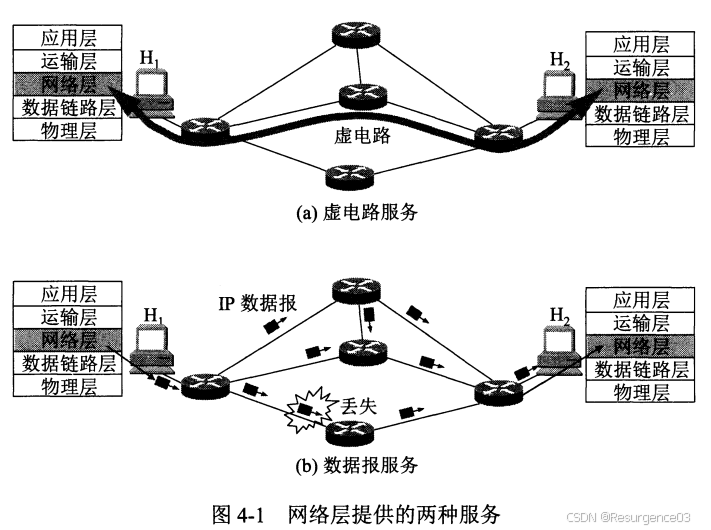 应用层
运输层
网络层
数据链路层
物理层
H1
H2
应用层
运输层
网络层
数据链路层
物理层
虚电路
(a) 虚电路服务
应用层
运输层
网络层
数据链路层
物理层
H1
IP 数据报
丢失
H2
应用层
运输层
网络层
数据链路层
物理层
(b) 数据报服务
图 4-1 网络层提供的两种服务
CSDN @Resurgence03